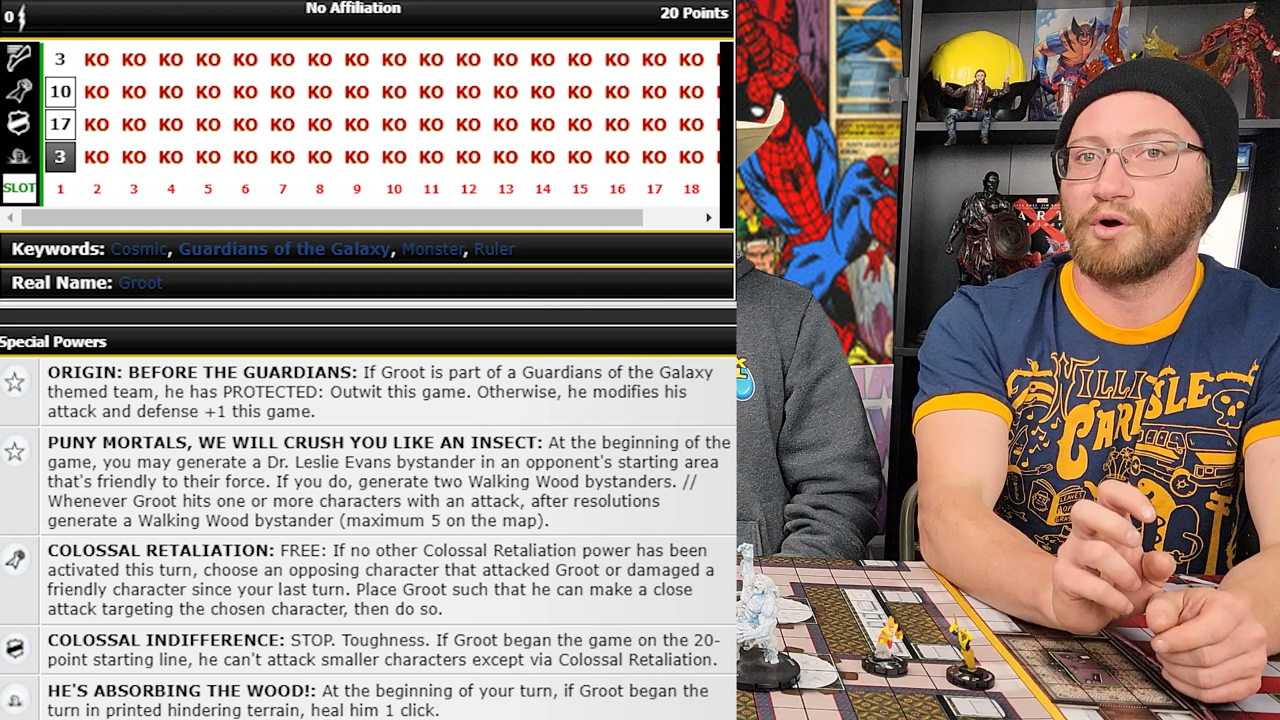 0
No Affiliation
20 Points
3 KO KO KO KO KO KO KO KO KO KO KO KO KO KO KO KO KO
10 KO KO KO KO KO KO KO KO KO KO KO KO KO KO KO KO KO
17 KO KO KO KO KO KO KO KO KO KO KO KO KO KO KO KO KO
3 KO KO KO KO KO KO KO KO KO KO KO KO KO KO KO KO KO
SLOT 1 2 3 4 5 6 7 8 9 10 11 12 13 14 15 16 17 18
Keywords: Cosmic, Guardians of the Galaxy, Monster, Ruler
Real Name: Groot
Special Powers
ORIGIN: BEFORE THE GUARDIANS: If Groot is part of a Guardians of the Galaxy
themed team, he has PROTECTED: Outwit this game. Otherwise, he modifies his
attack and defense +1 this game.
PUNY MORTALS, WE WILL CRUSH YOU LIKE AN INSECT: At the beginning of the
game, you may generate a Dr. Leslie Evans bystander in an opponent's starting area
that's friendly to their force. If you do, generate two Walking Wood bystanders. //
Whenever Groot hits one or more characters with an attack, after resolutions
generate a Walking Wood bystander (maximum 5 on the map).
COLOSSAL RETALIATION: FREE: If no other Colossal Retaliation power has been
activated this turn, choose an opposing character that attacked Groot or damaged a
friendly character since your last turn. Place Groot such that he can make a close
attack targeting the chosen character, then do so.
COLOSSAL INDIFFERENCE: STOP. Toughness. If Groot began the game on the 20-
point starting line, he can't attack smaller characters except via Colossal Retaliation.
HE'S ABSORBING THE WOOD!: At the beginning of your turn, if Groot began the
turn in printed hindering terrain, heal him 1 click.
WILLI
CARLISLE
LEAVES
OF